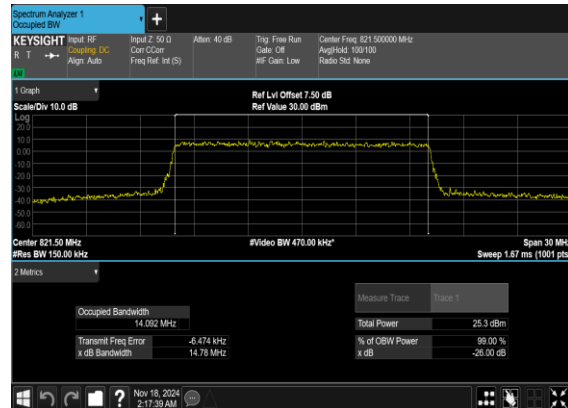 Spectrum Analyzer 1
Occupied BW
+
KEYSIGHT
R T
LW
Input: RF
Coupling: DC
Align: Auto
Input Z: 50 Ω
Corr CCorr
Freq Ref: Int (S)
Atten: 40 dB
Trig: Free Run
Gate: Off
#IF Gain: Low
Center Freq: 821.500000 MHz
Avg|Hold: 100/100
Radio Std: None
1 Graph
Scale/Div 10.0 dB
Ref Lvl Offset 7.50 dB
Ref Value 30.00 dBm
Log
20.0
10.0
0.00
-10.0
-20.0
-30.0
-40.0
-50.0
-60.0
Center 821.50 MHz
#Res BW 150.00 kHz
#Video BW 470.00 kHz*
Span 30 MHz
Sweep 1.67 ms (1001 pts
2 Metrics
Measure Trace Trace 1
Occupied Bandwidth
14.092 MHz
Total Power 25.3 dBm
Transmit Freq Error -6.474 kHz
% of OBW Power 99.00 %
x dB Bandwidth 14.78 MHz
x dB -26.00 dB
?
Nov 18, 2024
2:17:39 AM